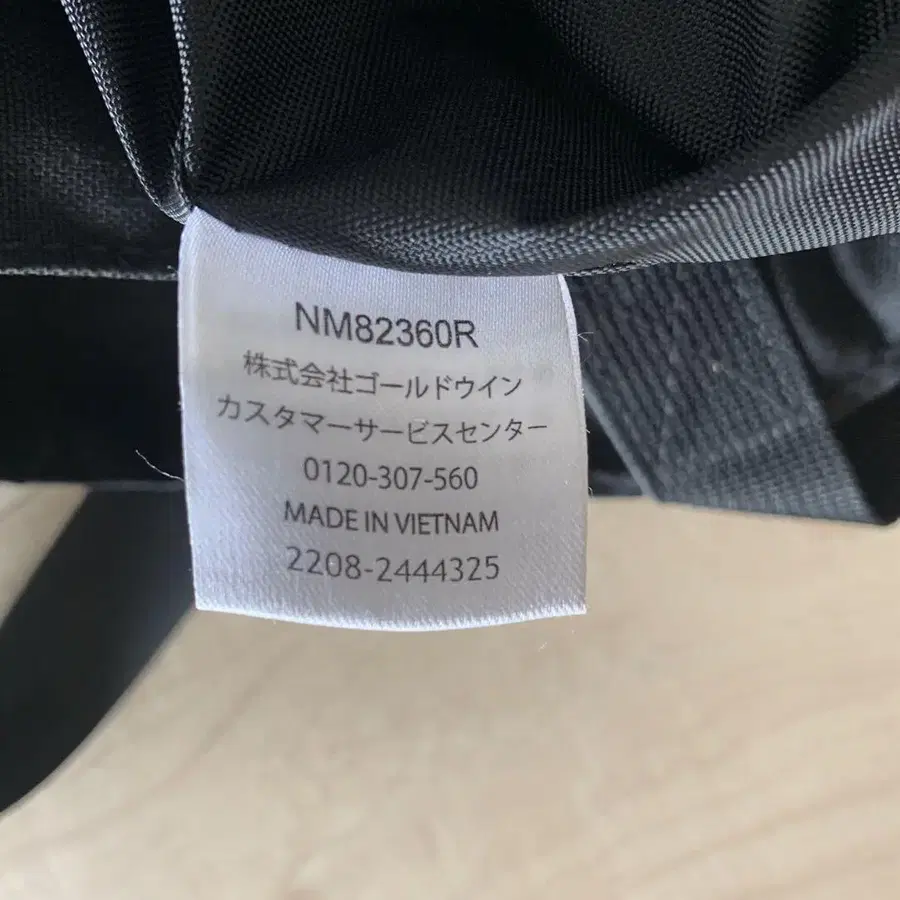 NM82360R
株式会社ゴールドウイン
カスタマーサービスセンター
0120-307-560
MADE IN VIETNAM
2208-2444325